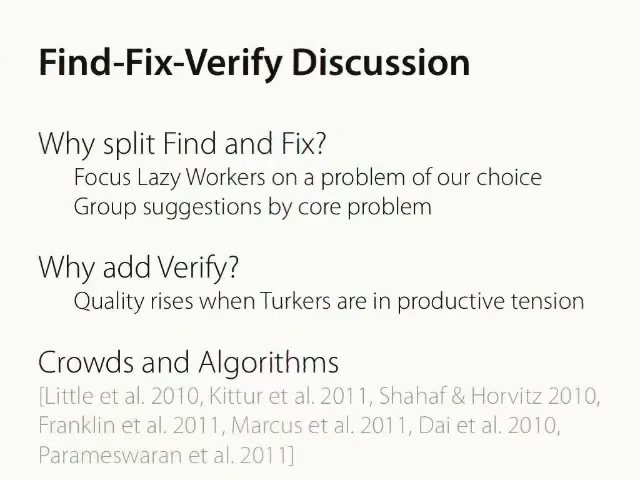 Find-Fix-Verify Discussion
Why split Find and Fix?
Focus Lazy Workers on a problem of our choice
Group suggestions by core problem
Why add Verify?
Quality rises when Turkers are in productive tension
Crowds and Algorithms
[Little et al. 2010, Kittur et al. 2011, Shahaf & Horvitz 2010,
Franklin et al. 2011, Marcus et al. 2011, Dai et al. 2010,
Parameswaran et al. 2011]